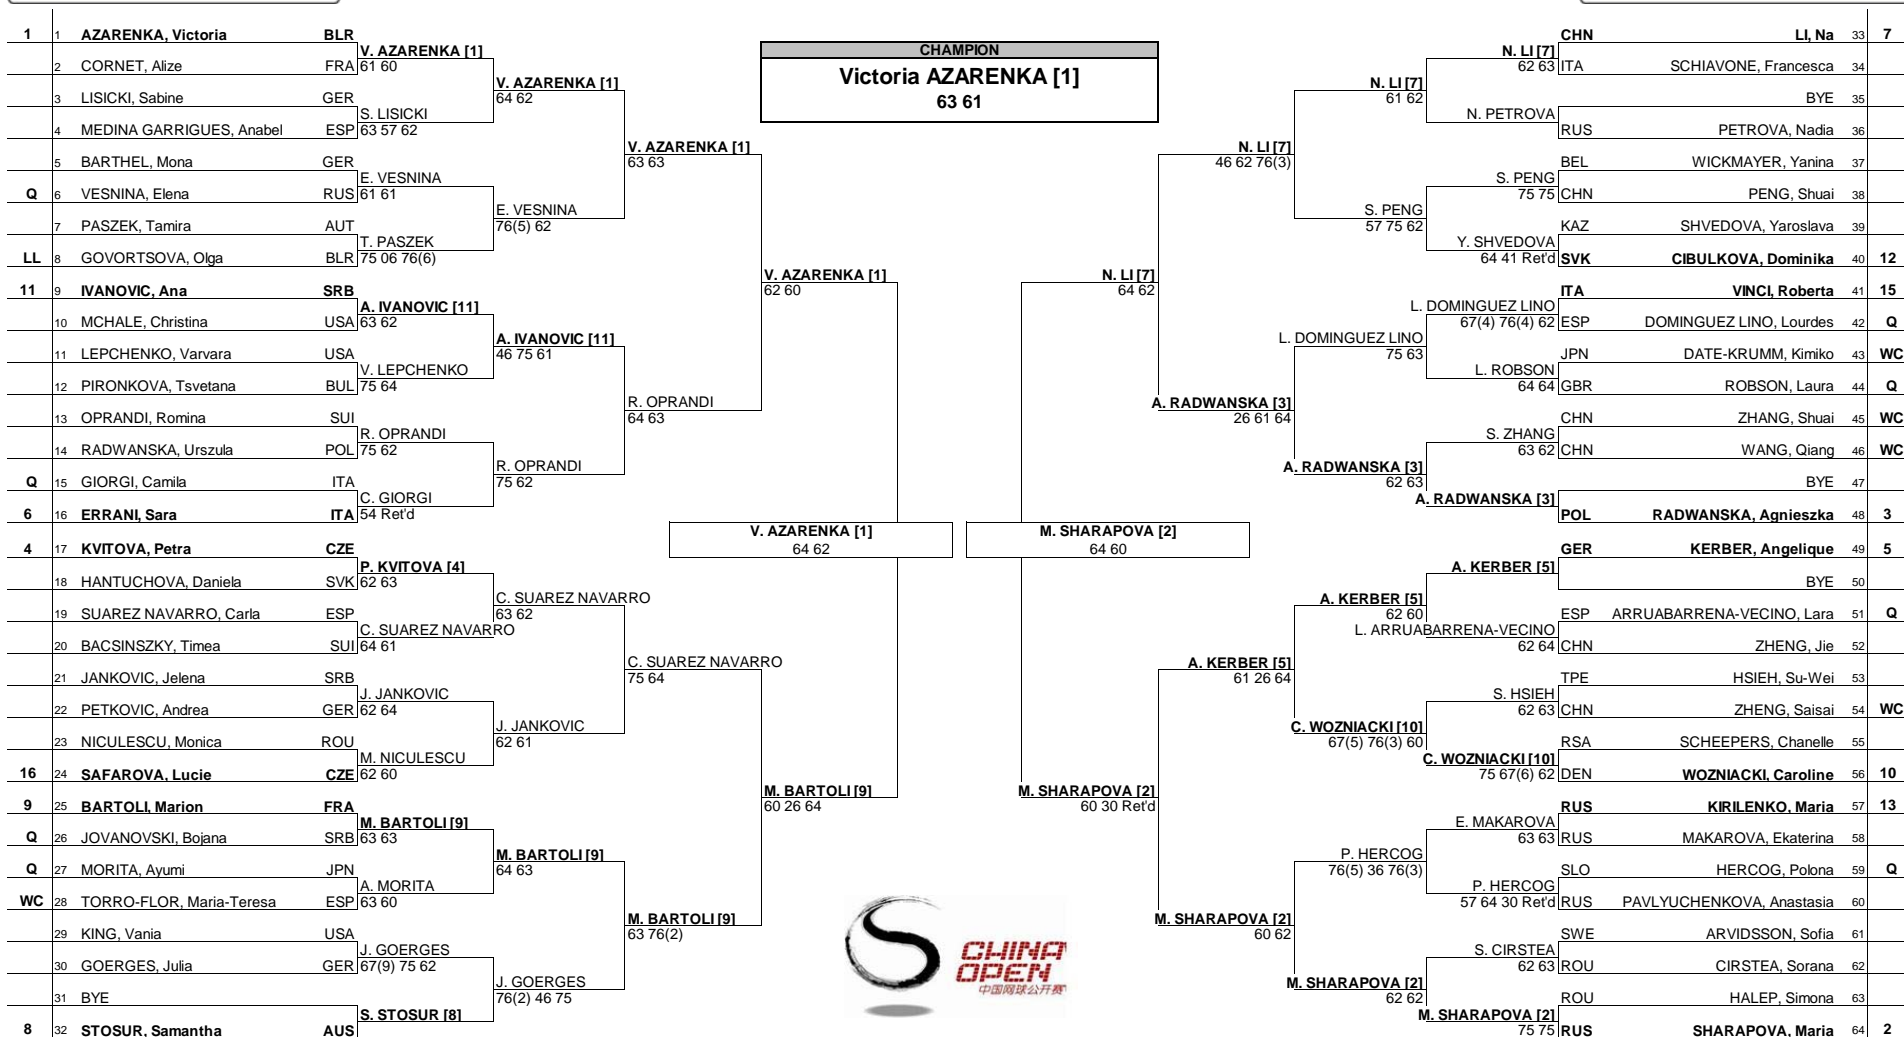 CHAMPION
Victoria AZARENKA [1]
63 61
1 1 AZARENKA, Victoria BLR
2 CORNET, Alize FRA
3 LISICKI, Sabine GER
4 MEDINA GARRIGUES, Anabel ESP
5 BARTHEL, Mona GER
Q 6 VESNINA, Elena RUS
7 PASZEK, Tamira AUT
LL 8 GOVORTSOVA, Olga BLR
11 9 IVANOVIC, Ana SRB
10 MCHALE, Christina USA
11 LEPCHENKO, Varvara USA
12 PIRONKOVA, Tsvetana BUL
13 OPRANDI, Romina SUI
14 RADWANSKA, Urszula POL
Q 15 GIORGI, Camila ITA
6 16 ERRANI, Sara ITA
4 17 KVITOVA, Petra CZE
18 HANTUCHOVA, Daniela SVK
19 SUAREZ NAVARRO, Carla ESP
20 BACSINSZKY, Timea SUI
21 JANKOVIC, Jelena SRB
22 PETKOVIC, Andrea GER
23 NICULESCU, Monica ROU
16 24 SAFAROVA, Lucie CZE
9 25 BARTOLI, Marion FRA
Q 26 JOVANOVSKI, Bojana SRB
Q 27 MORITA, Ayumi JPN
WC 28 TORRO-FLOR, Maria-Teresa ESP
29 KING, Vania USA
30 GOERGES, Julia GER
31 BYE
8 32 STOSUR, Samantha AUS
V. AZARENKA [1]
61 60
S. LISICKI
63 57 62
E. VESNINA
61 61
T. PASZEK
75 06 76(6)
A. IVANOVIC [11]
63 62
V. LEPCHENKO
75 64
R. OPRANDI
75 62
C. GIORGI
54 Ret'd
P. KVITOVA [4]
62 63
C. SUAREZ NAVARRO
64 61
J. JANKOVIC
62 64
M. NICULESCU
62 60
M. BARTOLI [9]
63 63
A. MORITA
63 60
J. GOERGES
67(9) 75 62
S. STOSUR [8]
V. AZARENKA [1]
64 62
E. VESNINA
76(5) 62
A. IVANOVIC [11]
46 75 61
R. OPRANDI
75 62
C. SUAREZ NAVARRO
63 62
J. JANKOVIC
62 61
M. BARTOLI [9]
64 63
J. GOERGES
76(2) 46 75
V. AZARENKA [1]
63 63
R. OPRANDI
64 63
C. SUAREZ NAVARRO
75 64
M. BARTOLI [9]
63 76(2)
V. AZARENKA [1]
62 60
M. BARTOLI [9]
60 26 64
V. AZARENKA [1]
64 62
M. SHARAPOVA [2]
64 60
N. LI [7]
64 62
M. SHARAPOVA [2]
60 30 Ret'd
N. LI [7]
46 62 76(3)
A. RADWANSKA [3]
26 61 64
A. KERBER [5]
61 26 64
M. SHARAPOVA [2]
60 62
N. LI [7]
61 62
S. PENG
57 75 62
L. DOMINGUEZ LINO
75 63
A. RADWANSKA [3]
62 63
A. KERBER [5]
62 60
C. WOZNIACKI [10]
67(5) 76(3) 60
P. HERCOG
76(5) 36 76(3)
M. SHARAPOVA [2]
62 62
N. LI [7]
62 63
N. PETROVA
S. PENG
75 75
Y. SHVEDOVA
64 41 Ret'd
L. DOMINGUEZ LINO
67(4) 76(4) 62
L. ROBSON
64 64
S. ZHANG
63 62
A. RADWANSKA [3]
A. KERBER [5]
L. ARRUABARRENA-VECINO
62 64
S. HSIEH
62 63
C. WOZNIACKI [10]
75 67(6) 62
E. MAKAROVA
63 63
P. HERCOG
57 64 30 Ret'd
S. CIRSTEA
62 63
M. SHARAPOVA [2]
75 75
CHN LI, Na 33 7
ITA SCHIAVONE, Francesca 34
BYE 35
RUS PETROVA, Nadia 36
BEL WICKMAYER, Yanina 37
CHN PENG, Shuai 38
KAZ SHVEDOVA, Yaroslava 39
SVK CIBULKOVA, Dominika 40 12
ITA VINCI, Roberta 41 15
ESP DOMINGUEZ LINO, Lourdes 42 Q
JPN DATE-KRUMM, Kimiko 43 WC
GBR ROBSON, Laura 44 Q
CHN ZHANG, Shuai 45 WC
CHN WANG, Qiang 46 WC
BYE 47
POL RADWANSKA, Agnieszka 48 3
GER KERBER, Angelique 49 5
BYE 50
ESP ARRUABARRENA-VECINO, Lara 51 Q
CHN ZHENG, Jie 52
TPE HSIEH, Su-Wei 53
CHN ZHENG, Saisai 54 WC
RSA SCHEEPERS, Chanelle 55
DEN WOZNIACKI, Caroline 56 10
RUS KIRILENKO, Maria 57 13
RUS MAKAROVA, Ekaterina 58
SLO HERCOG, Polona 59 Q
RUS PAVLYUCHENKOVA, Anastasia 60
SWE ARVIDSSON, Sofia 61
ROU CIRSTEA, Sorana 62
ROU HALEP, Simona 63
RUS SHARAPOVA, Maria 64 2
CHINA
OPEN
中国网球公开赛